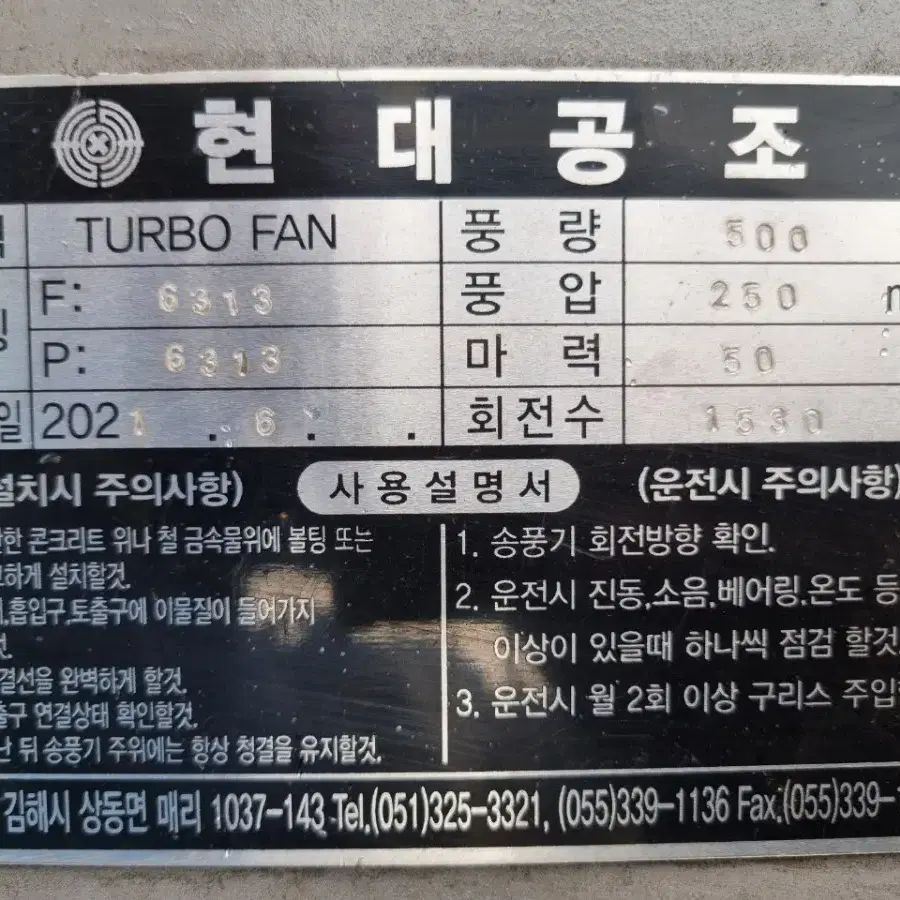 현대공조
TURBO FAN 풍량 500
F: 6313 풍압 250
P: 6313 마력 50
일 2021 . 6 . . 회전수 1530
설치시 주의사항) 사용설명서 (운전시 주의사항)
한 콘크리트 위나 철 금속물위에 볼팅 또는
하게 설치할것.
흡입구,토출구에 이물질이 들어가지
것.
결선을 완벽하게 할것.
출구 연결상태 확인할것.
난 뒤 송풍기 주위에는 항상 청결을 유지할것.
1. 송풍기 회전방향 확인.
2. 운전시 진동,소음,베어링,온도 등
이상이 있을때 하나씩 점검 할것.
3. 운전시 월 2회 이상 구리스 주입
김해시 상동면 매리 1037-143 Tel.(051)325-3321, (055)339-1136 Fax.(055)339-